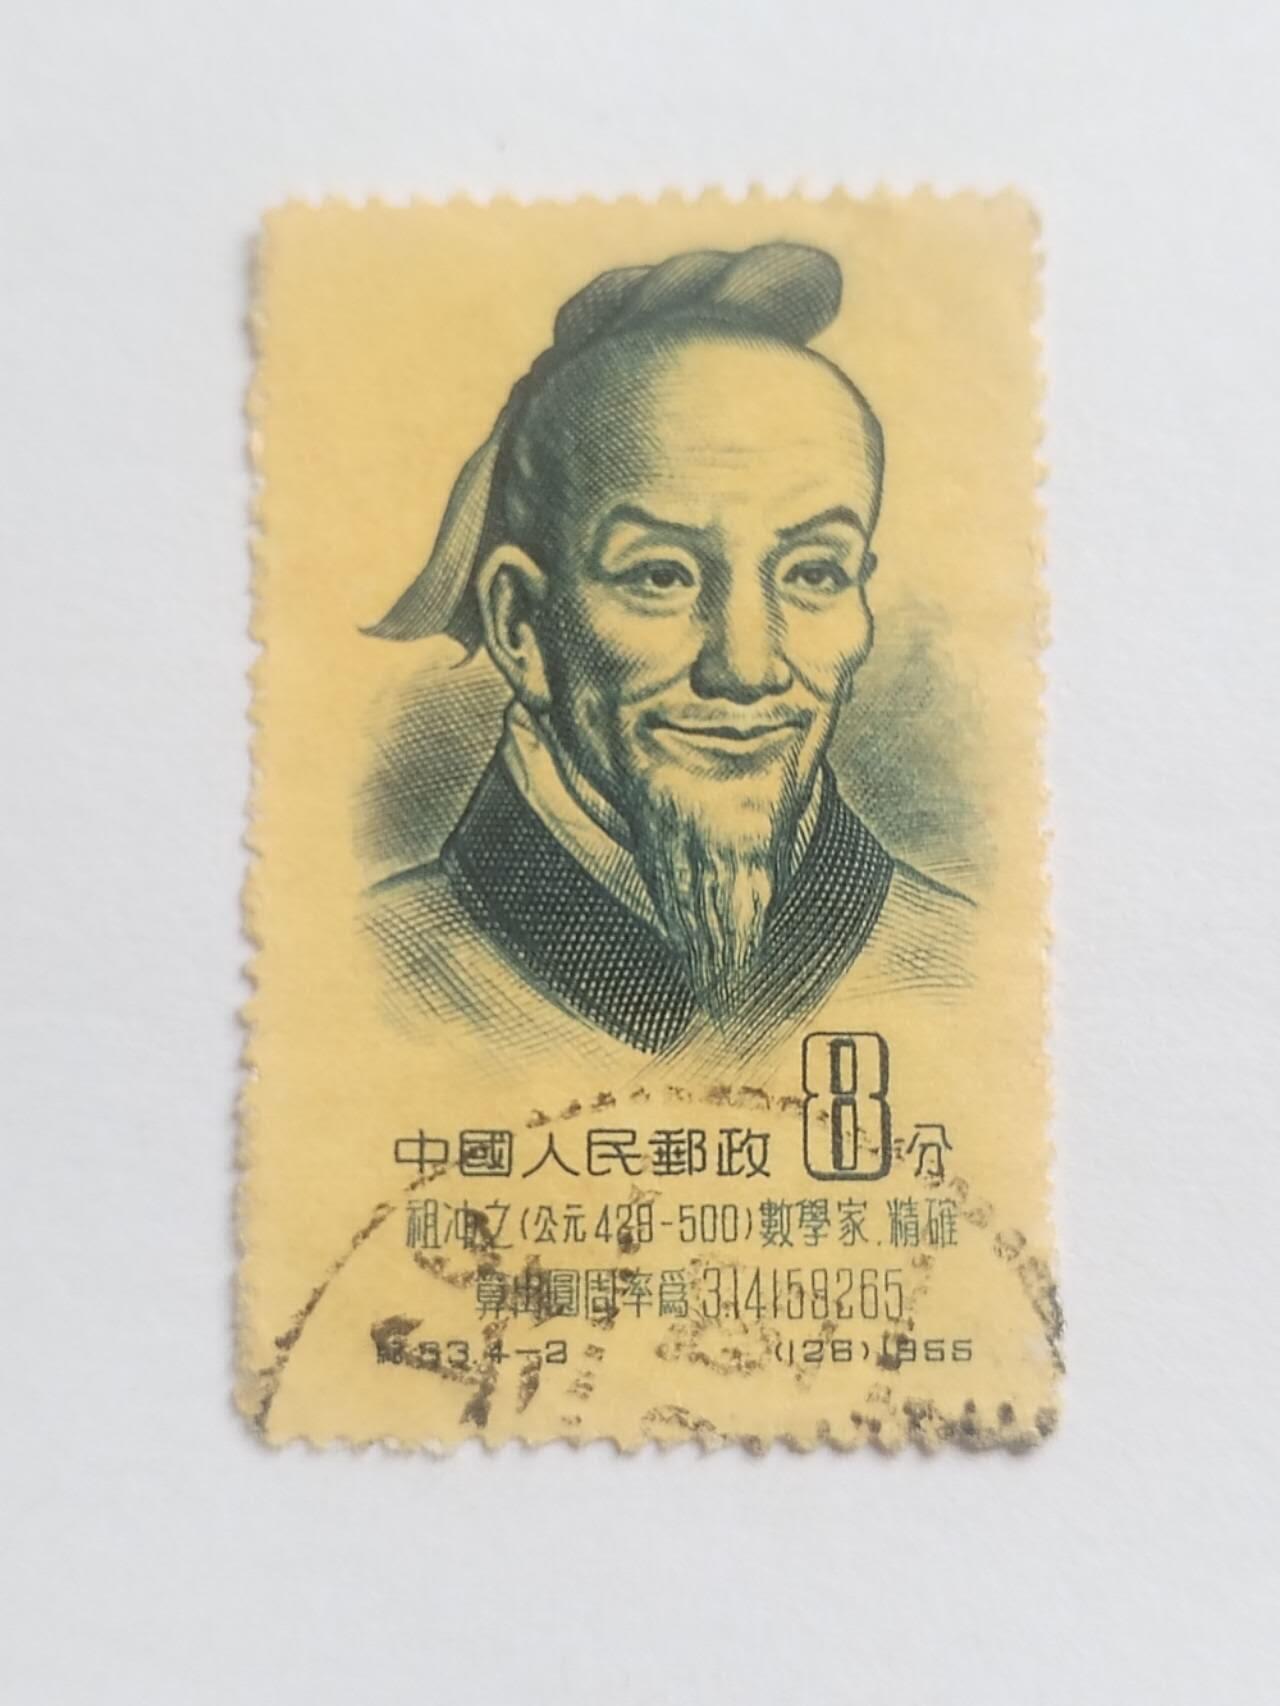 中國人民郵政 8分
祖冲之(公元429-500)數學家.精確
算出圓周率爲3.14159265
紀33.4-2 (126)1955